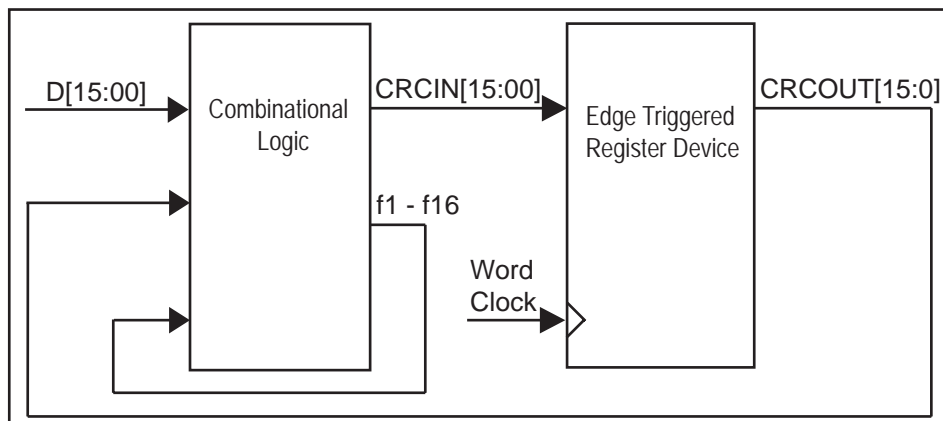 D[15:00]
Combinational
Logic
CRCIN[15:00]
f1 - f16
Edge Triggered
Register Device
Word
Clock
CRCOUT[15:0]